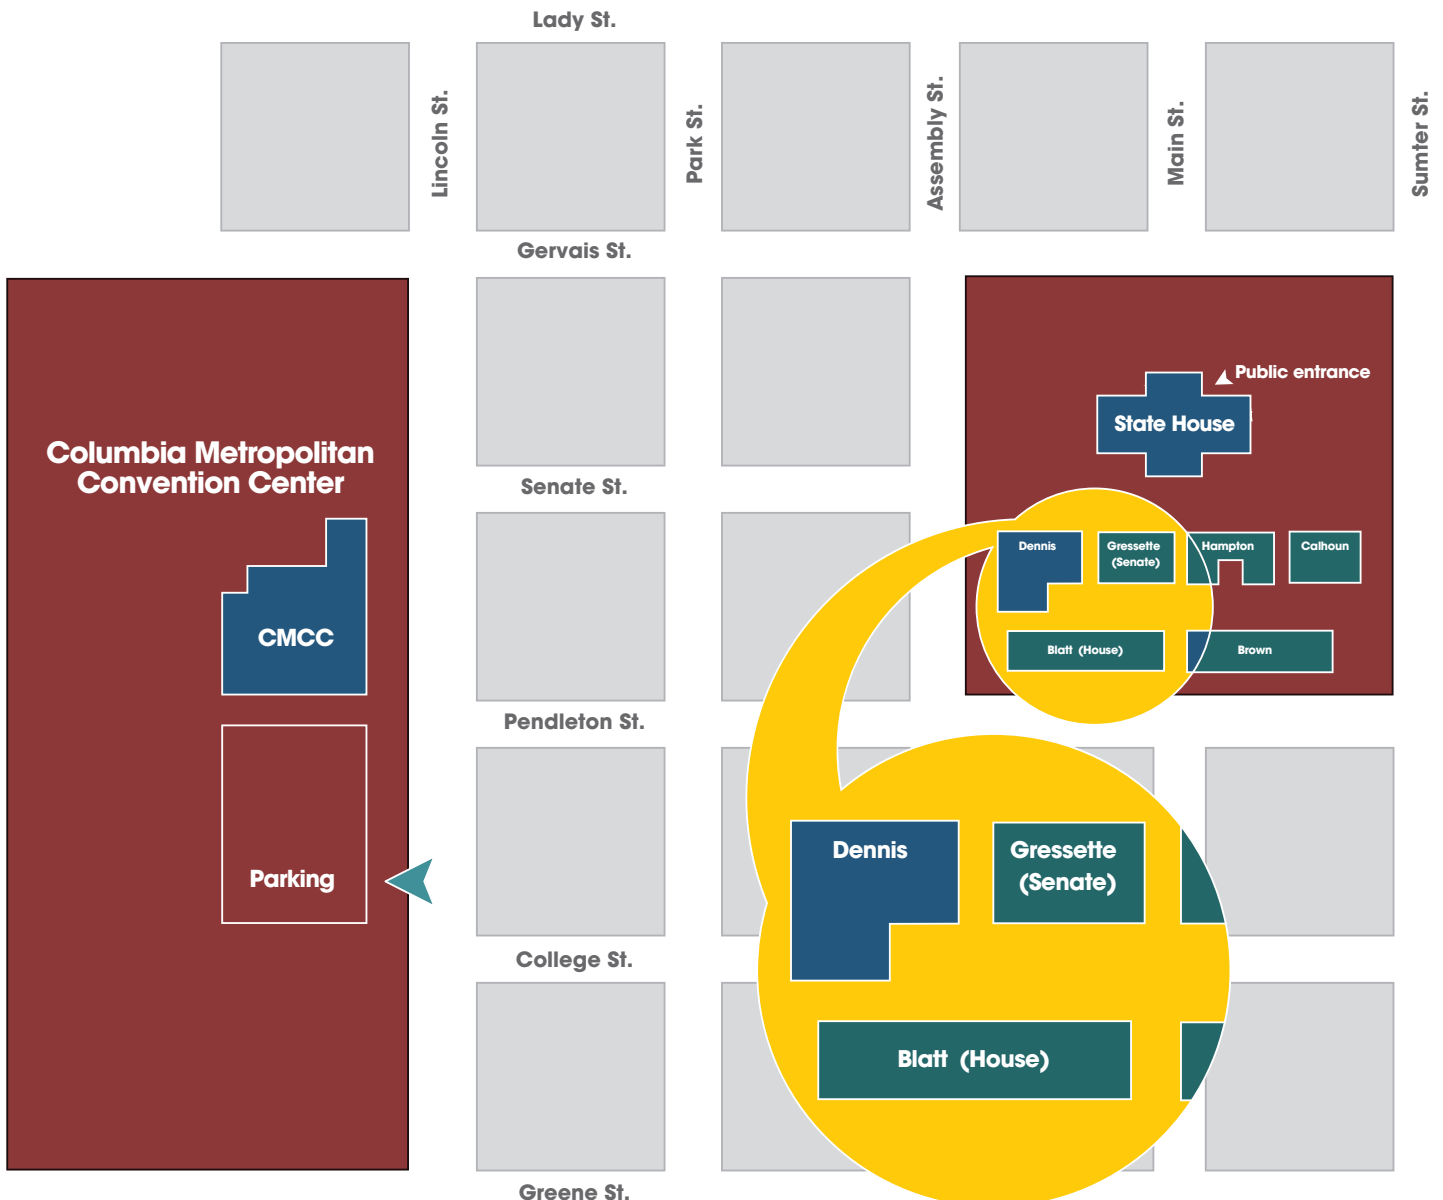 Lady St.
Lincoln St.
Park St.
Assembly St.
Main St.
Sumter St.
Gervais St.
Public entrance
State House
Columbia Metropolitan
Convention Center
Senate St.
Dennis
Gressette
(Senate)
Hampton
Calhoun
CMCC
Blatt (House)
Brown
Pendleton St.
Dennis
Gressette
(Senate)
Parking
College St.
Blatt (House)
Greene St.